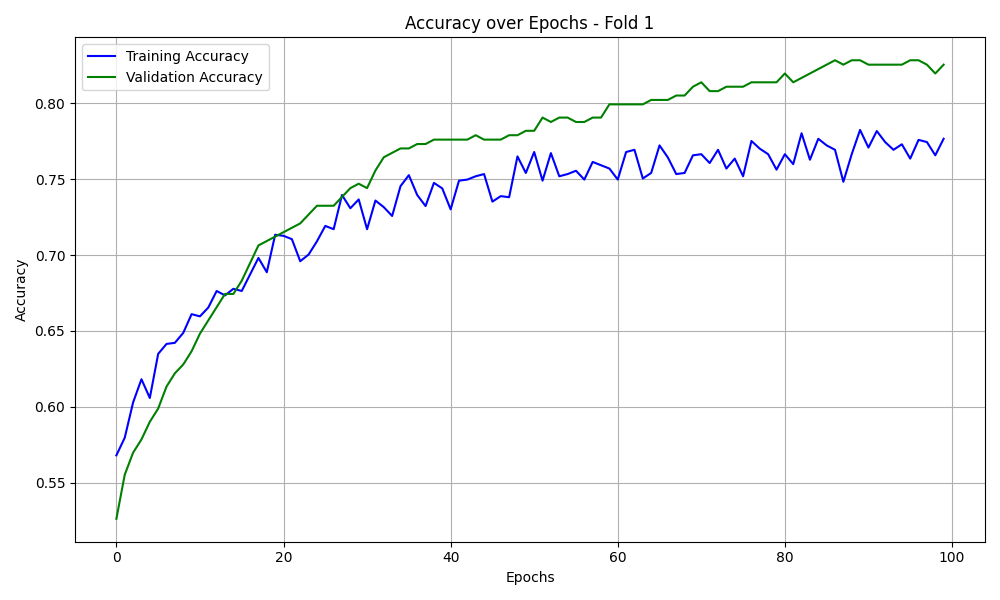 Accuracy over Epochs - Fold 1
Training Accuracy
Validation Accuracy
Accuracy
0.80
0.75
0.70
0.65
0.60
0.55
0 20 40 60 80 100
Epochs